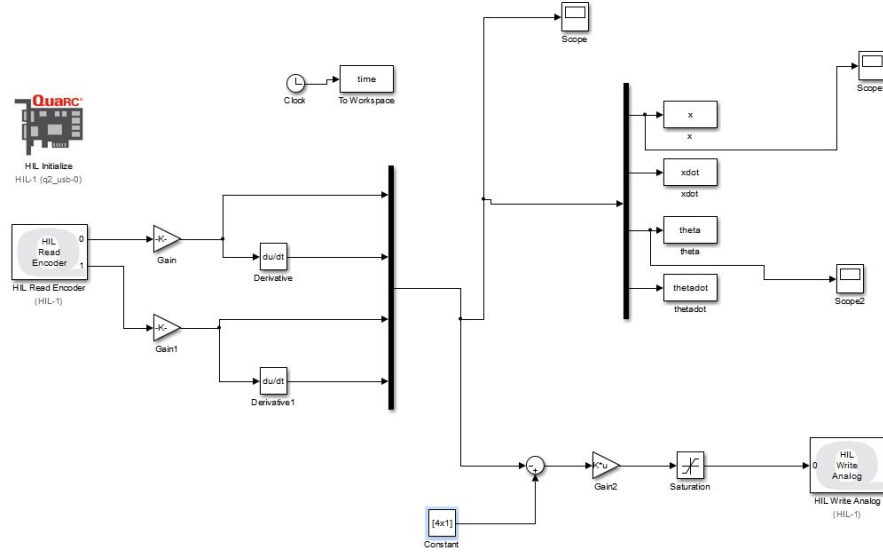 Scope
time
Clock
To Workspace
QUARC
HIL Initialize
HIL-1 (q2_usb-0)
x
x
xdot
xdot
theta
theta
thetadot
thetadot
Scope2
HIL
Read
Encoder
0
1
HIL Read Encoder
(HIL-1)
-K-
Gain
du/dt
Derivative
-K-
Gain1
du/dt
Derivative1
[4x1]
Constant
K*u
Gain2
Saturation
0
HIL
Write
Analog
HIL Write Analog
(HIL-1)